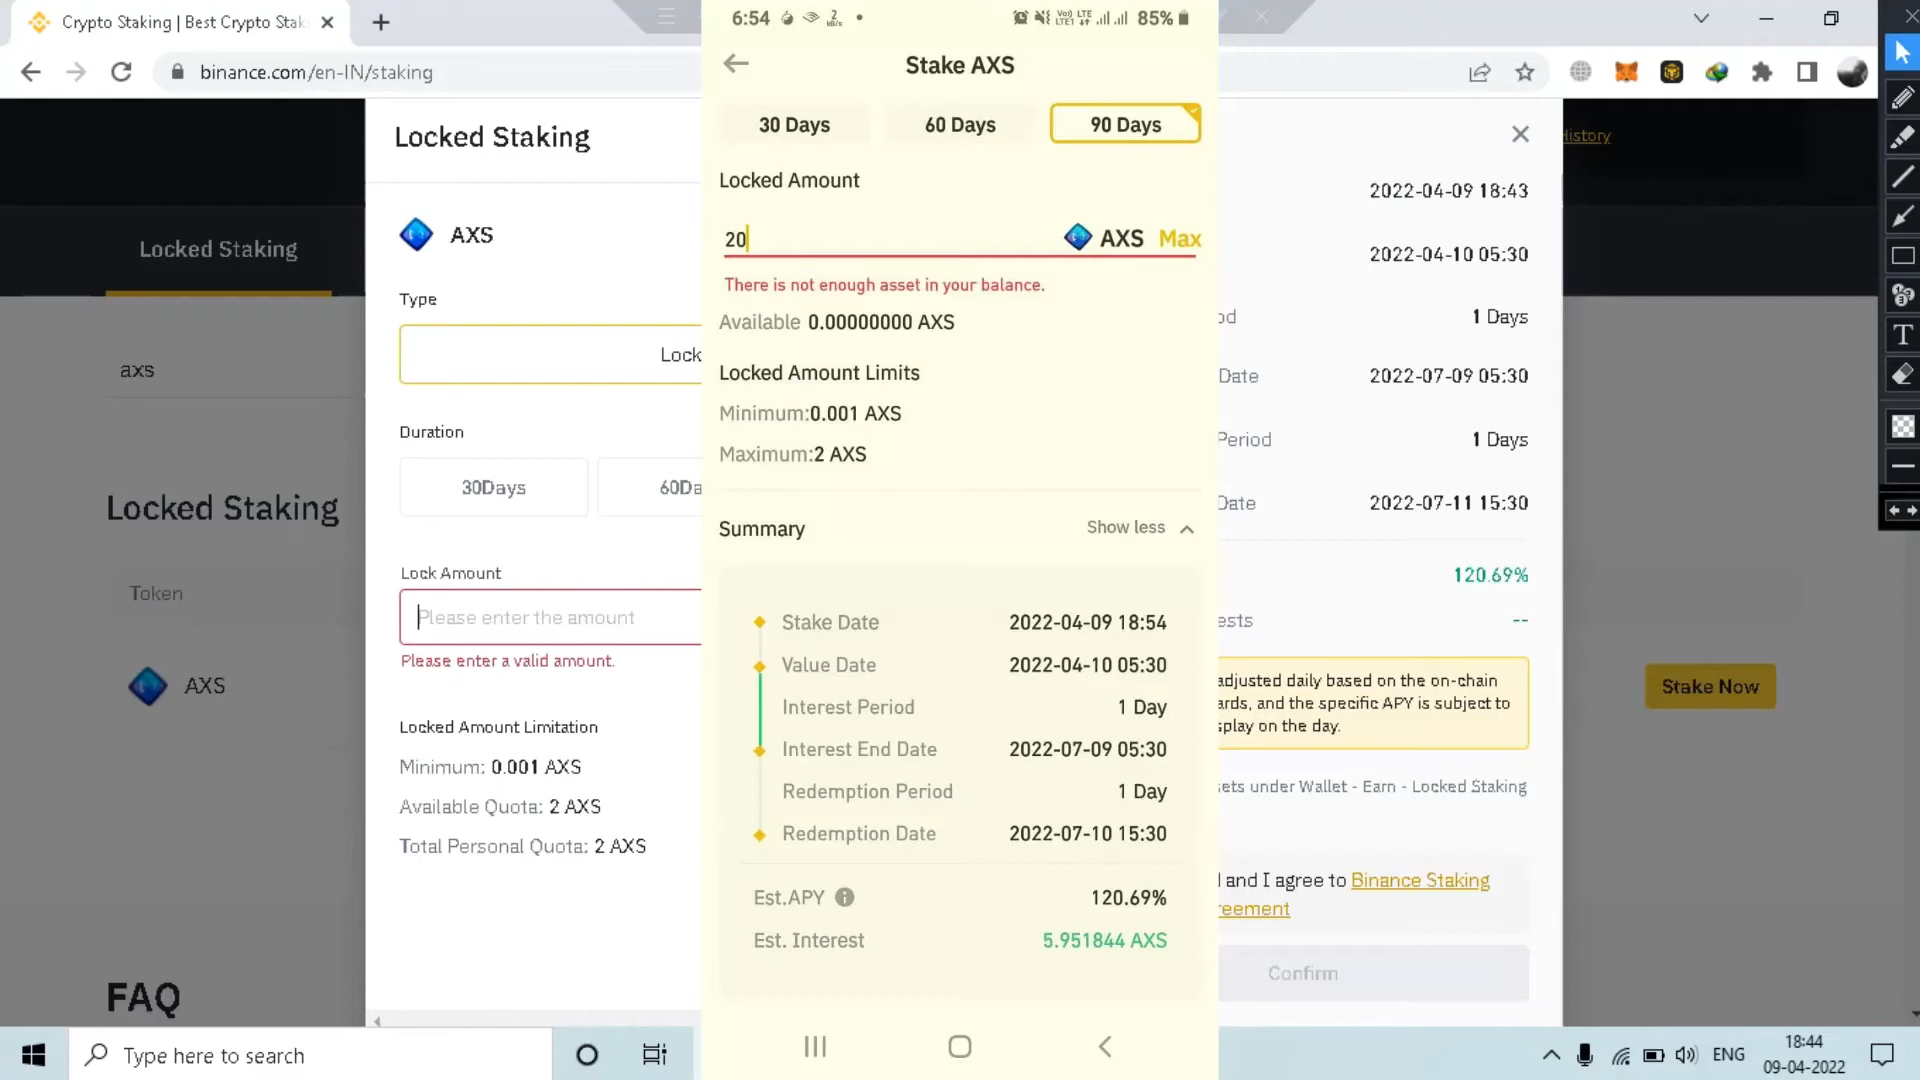 Crypto Staking | Best Crypto Stak
binance.com/en-IN/staking
History
Locked Staking
axs
Locked Staking
Token
AXS
Stake Now
FAQ
Locked Staking
AXS
Type
Lock
Duration
30Days
60Da
Lock Amount
Please enter the amount
Please enter a valid amount.
Locked Amount Limitation
Minimum: 0.001 AXS
Available Quota: 2 AXS
Total Personal Quota: 2 AXS
6:54
2
kB/s
Vo)
LTE1
85%
Stake AXS
30 Days
60 Days
90 Days
Locked Amount
20
AXS Max
There is not enough asset in your balance.
Available 0.00000000 AXS
Locked Amount Limits
Minimum:0.001 AXS
Maximum:2 AXS
Summary
Show less
Stake Date 2022-04-09 18:54
Value Date 2022-04-10 05:30
Interest Period 1 Day
Interest End Date 2022-07-09 05:30
Redemption Period 1 Day
Redemption Date 2022-07-10 15:30
Est.APY 120.69%
Est. Interest 5.951844 AXS
2022-04-09 18:43
2022-04-10 05:30
od 1 Days
Date 2022-07-09 05:30
Period 1 Days
Date 2022-07-11 15:30
120.69%
ests --
adjusted daily based on the on-chain
ards, and the specific APY is subject to
splay on the day.
sets under Wallet - Earn - Locked Staking
d and I agree to Binance Staking
reement
Confirm
T
Type here to search
ENG
18:44
09-04-2022